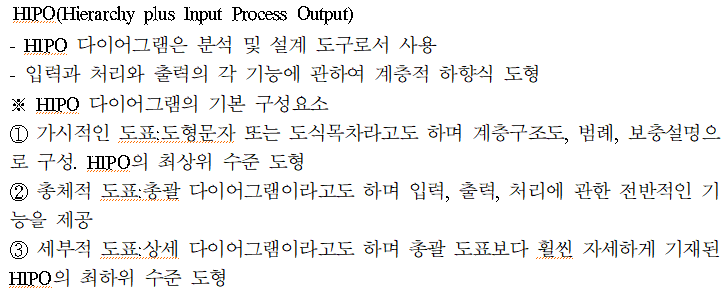 HIPO(Hierarchy plus Input Process Output)
- HIPO 다이어그램은 분석 및 설계 도구로서 사용
- 입력과 처리와 출력의 각 기능에 관하여 계층적 하향식 도형
※ HIPO 다이어그램의 기본 구성요소
① 가시적인 도표:도형문자 또는 도식목차라고도 하며 계층구조도, 범례, 보충설명으
로 구성. HIPO의 최상위 수준 도형
② 총체적 도표:총괄 다이어그램이라고도 하며 입력, 출력, 처리에 관한 전반적인 기
능을 제공
③ 세부적 도표:상세 다이어그램이라고도 하며 총괄 도표보다 훨씬 자세하게 기재된
HIPO의 최하위 수준 도형